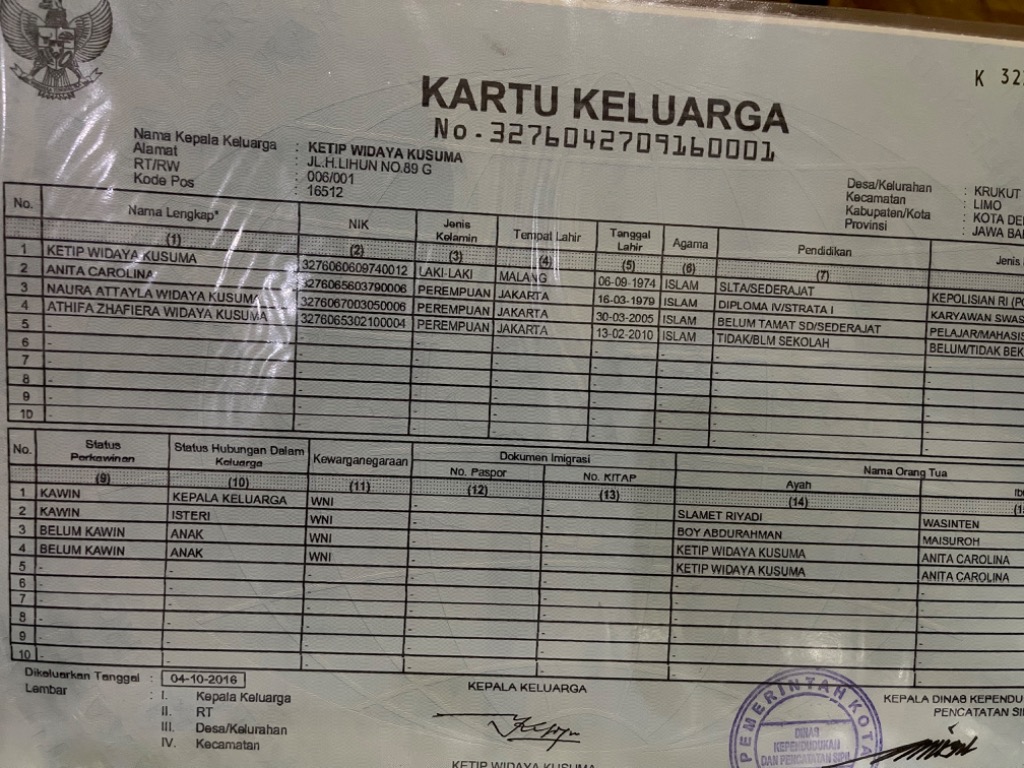 K 32
KARTU KELUARGA
No. 3276042709160001
Nama Kepala Keluarga : KETIP WIDAYA KUSUMA
Alamat : JL.H.LIHUN NO.89 G
RT/RW : 006/001
Kode Pos : 16512
Desa/Kelurahan : KRUKUT
Kecamatan : LIMO
Kabupaten/Kota : KOTA DE
Provinsi : JAWA BA
No. Nama Lengkap* NIK Jenis Kelamin Tempat Lahir Tanggal Lahir Agama Pendidikan Jenis
(1) (2) (3) (4) (5) (6) (7)
1 KETIP WIDAYA KUSUMA 3276060609740012 LAKI-LAKI MALANG 06-09-1974 ISLAM SLTA/SEDERAJAT KEPOLISIAN RI (PO
2 ANITA CAROLINA 3276065603790006 PEREMPUAN JAKARTA 16-03-1979 ISLAM DIPLOMA IV/STRATA I KARYAWAN SWAS
3 NAURA ATTAYLA WIDAYA KUSUMA 3276067003050006 PEREMPUAN JAKARTA 30-03-2005 ISLAM BELUM TAMAT SD/SEDERAJAT PELAJAR/MAHASIS
4 ATHIFA ZHAFIERA WIDAYA KUSUMA 3276065302100004 PEREMPUAN JAKARTA 13-02-2010 ISLAM TIDAK/BLM SEKOLAH BELUM/TIDAK BEK
5 - - - - - - - -
6 - - - - - - - -
7 - - - - - - - -
8 - - - - - - - -
9 - - - - - - - -
10 - - - - - - - -
No. Status Perkawinan Status Hubungan Dalam Keluarga Kewarganegaraan Dokumen Imigrasi Nama Orang Tua
No. Paspor No. KITAP Ayah Ib
(9) (10) (11) (12) (13) (14) (1
1 KAWIN KEPALA KELUARGA WNI - - SLAMET RIYADI WASINTEN
2 KAWIN ISTERI WNI - - BOY ABDURAHMAN MAISUROH
3 BELUM KAWIN ANAK WNI - - KETIP WIDAYA KUSUMA ANITA CAROLINA
4 BELUM KAWIN ANAK WNI - - KETIP WIDAYA KUSUMA ANITA CAROLINA
5 - - - - - - -
6 - - - - - - -
7 - - - - - - -
8 - - - - - - -
9 - - - - - - -
10 - - - - - - -
Dikeluarkan Tanggal : 04-10-2016
Lembar : I. Kepala Keluarga
II. RT
III. Desa/Kelurahan
IV. Kecamatan
KEPALA KELUARGA
KETIP WIDAYA KUSUMA
PEMERINTAH KOTA
DINAS
KEPENDUDUKAN
DAN PENCATATAN SIPIL
KEPALA DINAS KEPENDU
PENCATATAN SI